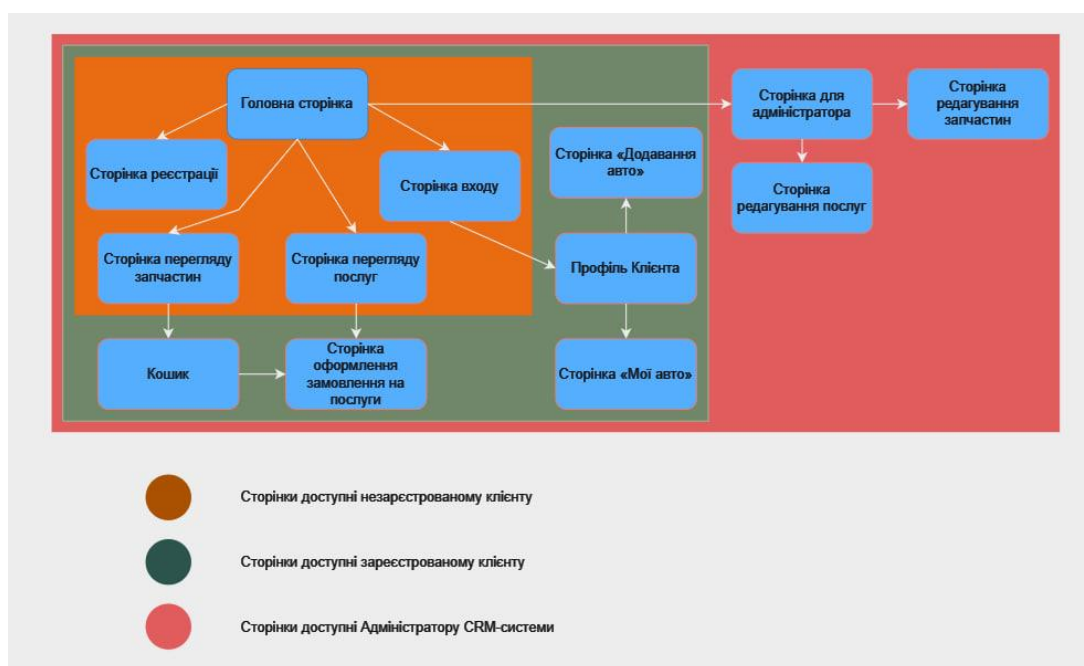 Головна сторінка
Сторінка для
адміністратора
Сторінка
редагування
запчастин
Сторінка реєстрації
Сторінка входу
Сторінка «Додавання
авто»
Сторінка
редагування послуг
Сторінка перегляду
запчастин
Сторінка перегляду
послуг
Профіль Клієнта
Кошик
Сторінка
оформлення
замовлення на
послуги
Сторінка «Мої авто»
Сторінки доступні незарєстрованому клієнту
Сторінки доступні зареєстрованому клієнту
Сторінки доступні Адміністратору CRM-системи